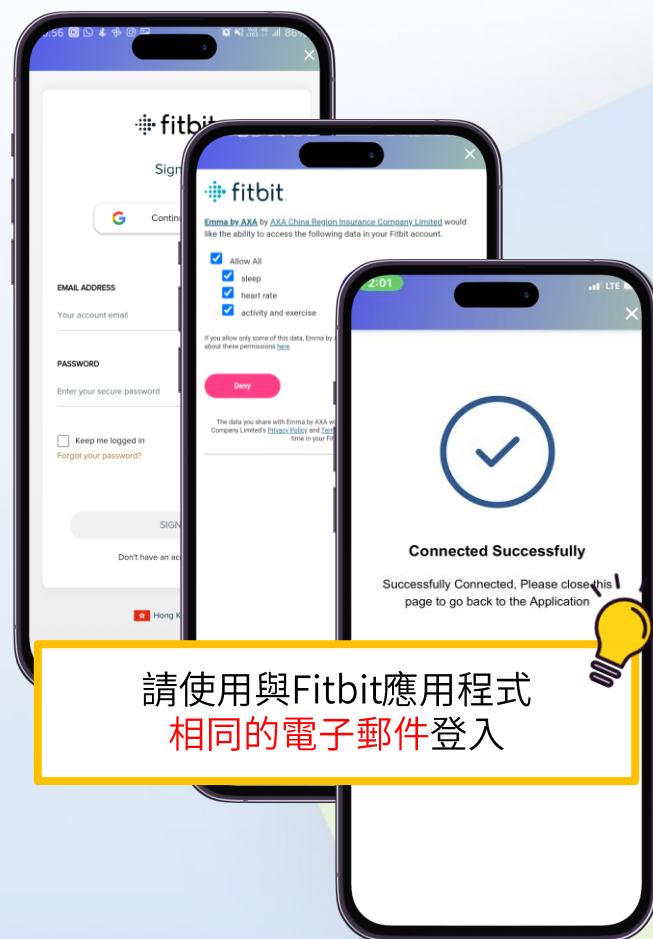 :56
86%
fitbit
Sign
Contin
EMAIL ADDRESS
Your account email
PASSWORD
Enter your secure password
Keep me logged in
Forgot your password?
SIGN
Don't have an acc
Hong K
fitbit
Emma by AXA by AXA China Region Insurance Company Limited would
like the ability to access the following data in your Fitbit account.
Allow All
sleep
heart rate
activity and exercise
If you allow only some of this data, Emma by
about these permissions here.
Deny
The data you share with Emma by AXA wi
Company Limited's Privacy Policy and Term
time in your Fit
2:01
LTE
Connected Successfully
Successfully Connected, Please close this
page to go back to the Application
請使用與Fitbit應用程式
相同的電子郵件登入